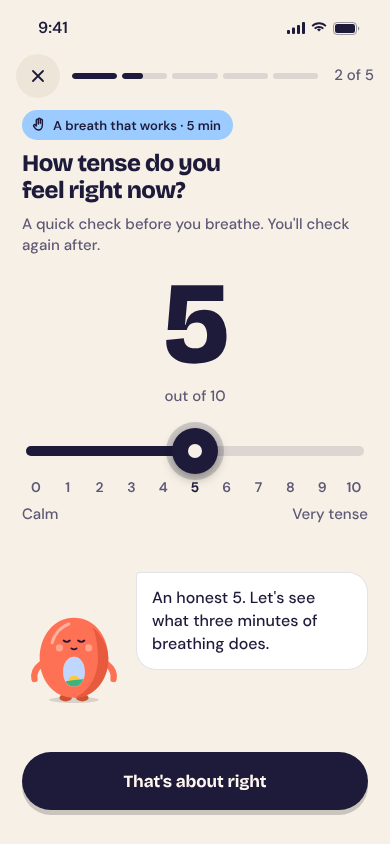 9:41
2 of 5
A breath that works · 5 min
How tense do you
feel right now?
A quick check before you breathe. You'll check
again after.
5
out of 10
0 1 2 3 4 5 6 7 8 9 10
Calm Very tense
An honest 5. Let's see
what three minutes of
breathing does.
That's about right